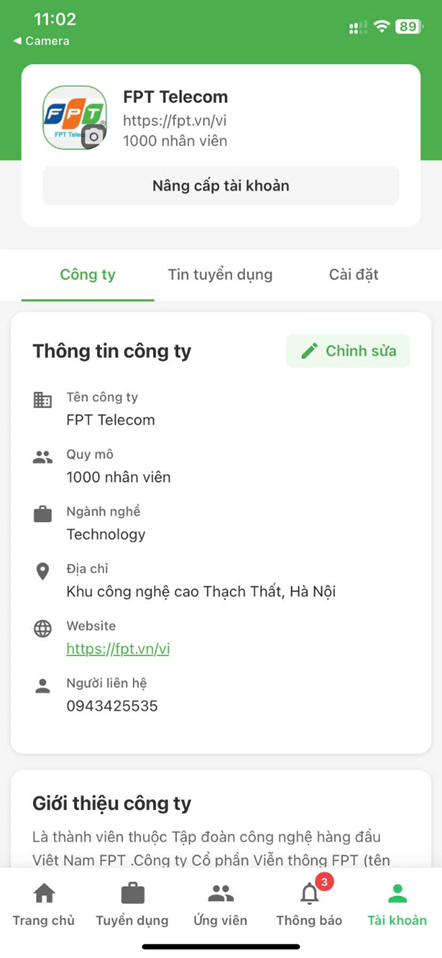 11:02
89
◀ Camera
FPT Telecom
FPT
https://fpt.vn/vi
1000 nhân viên
Nâng cấp tài khoản
Công ty
Tin tuyển dụng
Cài đặt
Thông tin công ty
Chỉnh sửa
Tên công ty
FPT Telecom
Quy mô
1000 nhân viên
Ngành nghề
Technology
Địa chỉ
Khu công nghệ cao Thạch Thất, Hà Nội
Website
https://fpt.vn/vi
Người liên hệ
0943425535
Giới thiệu công ty
Là thành viên thuộc Tập đoàn công nghệ hàng đầu
Việt Nam FPT .Công ty Cổ phần Viễn thông FPT (tên
3
Trang chủ
Tuyển dụng
Ứng viên
Thông báo
Tài khoản